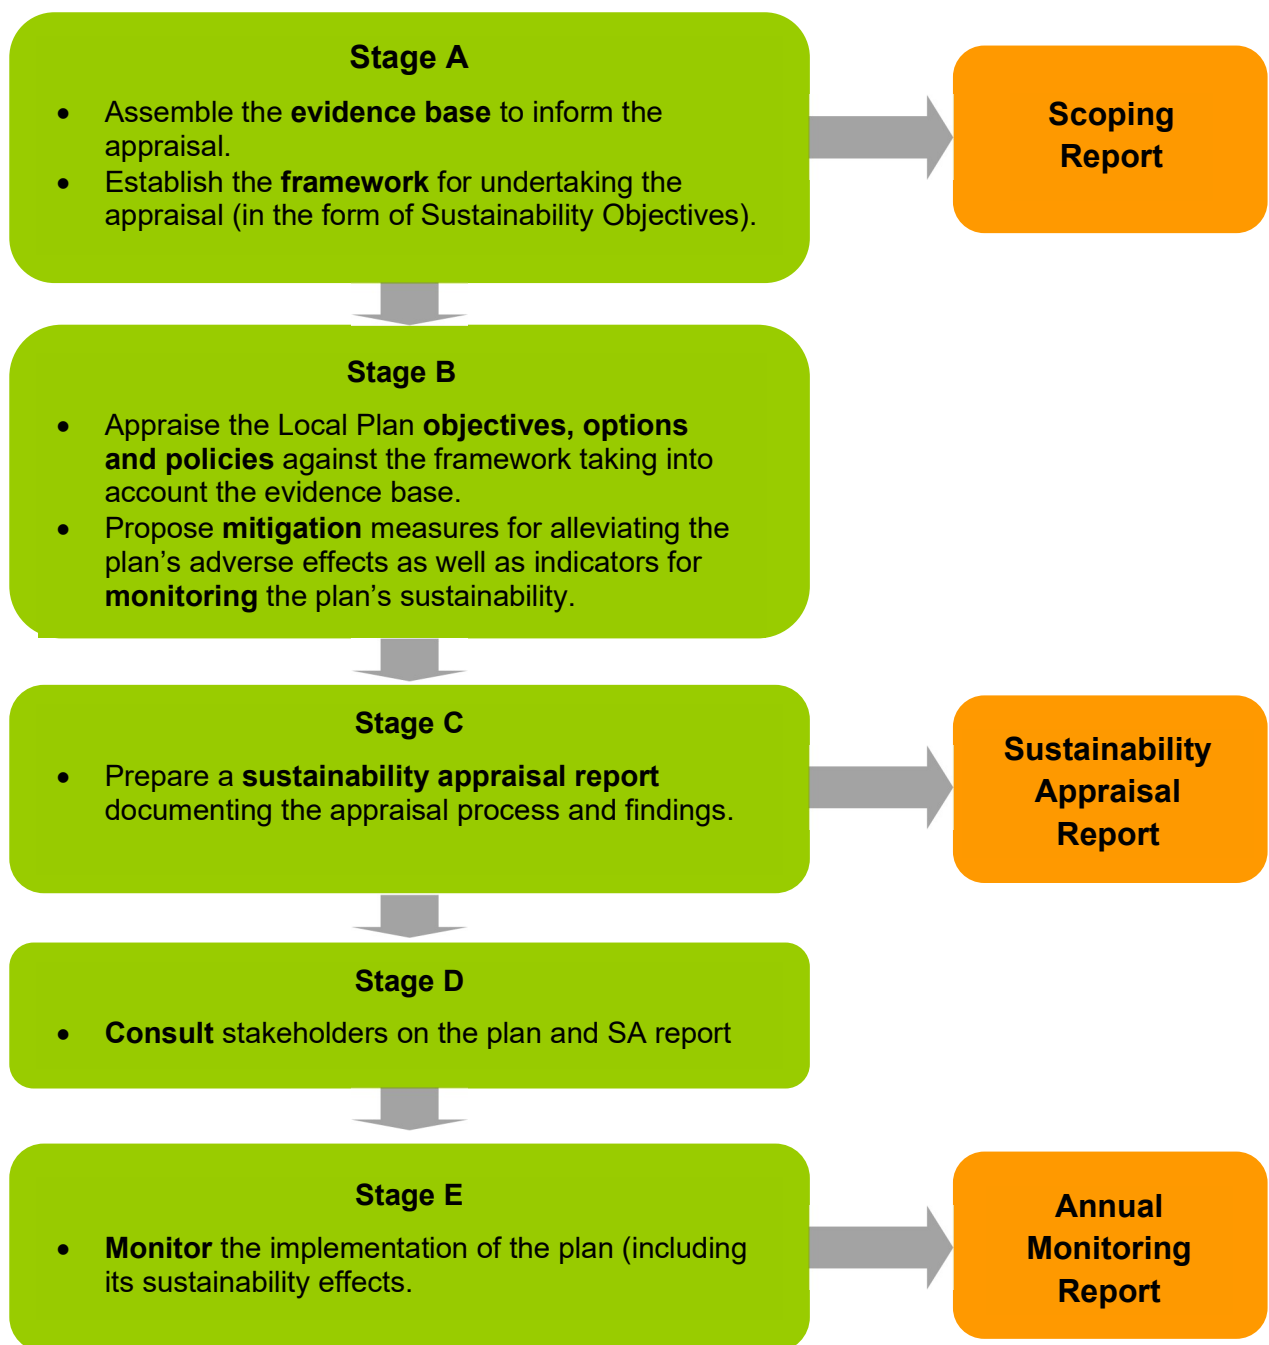 Stage A
• Assemble the evidence base to inform the
appraisal.
• Establish the framework for undertaking the
appraisal (in the form of Sustainability Objectives).
Scoping
Report
Stage B
• Appraise the Local Plan objectives, options
and policies against the framework taking into
account the evidence base.
• Propose mitigation measures for alleviating the
plan’s adverse effects as well as indicators for
monitoring the plan’s sustainability.
Stage C
• Prepare a sustainability appraisal report
documenting the appraisal process and findings.
Sustainability
Appraisal
Report
Stage D
• Consult stakeholders on the plan and SA report
Stage E
• Monitor the implementation of the plan (including
its sustainability effects.
Annual
Monitoring
Report